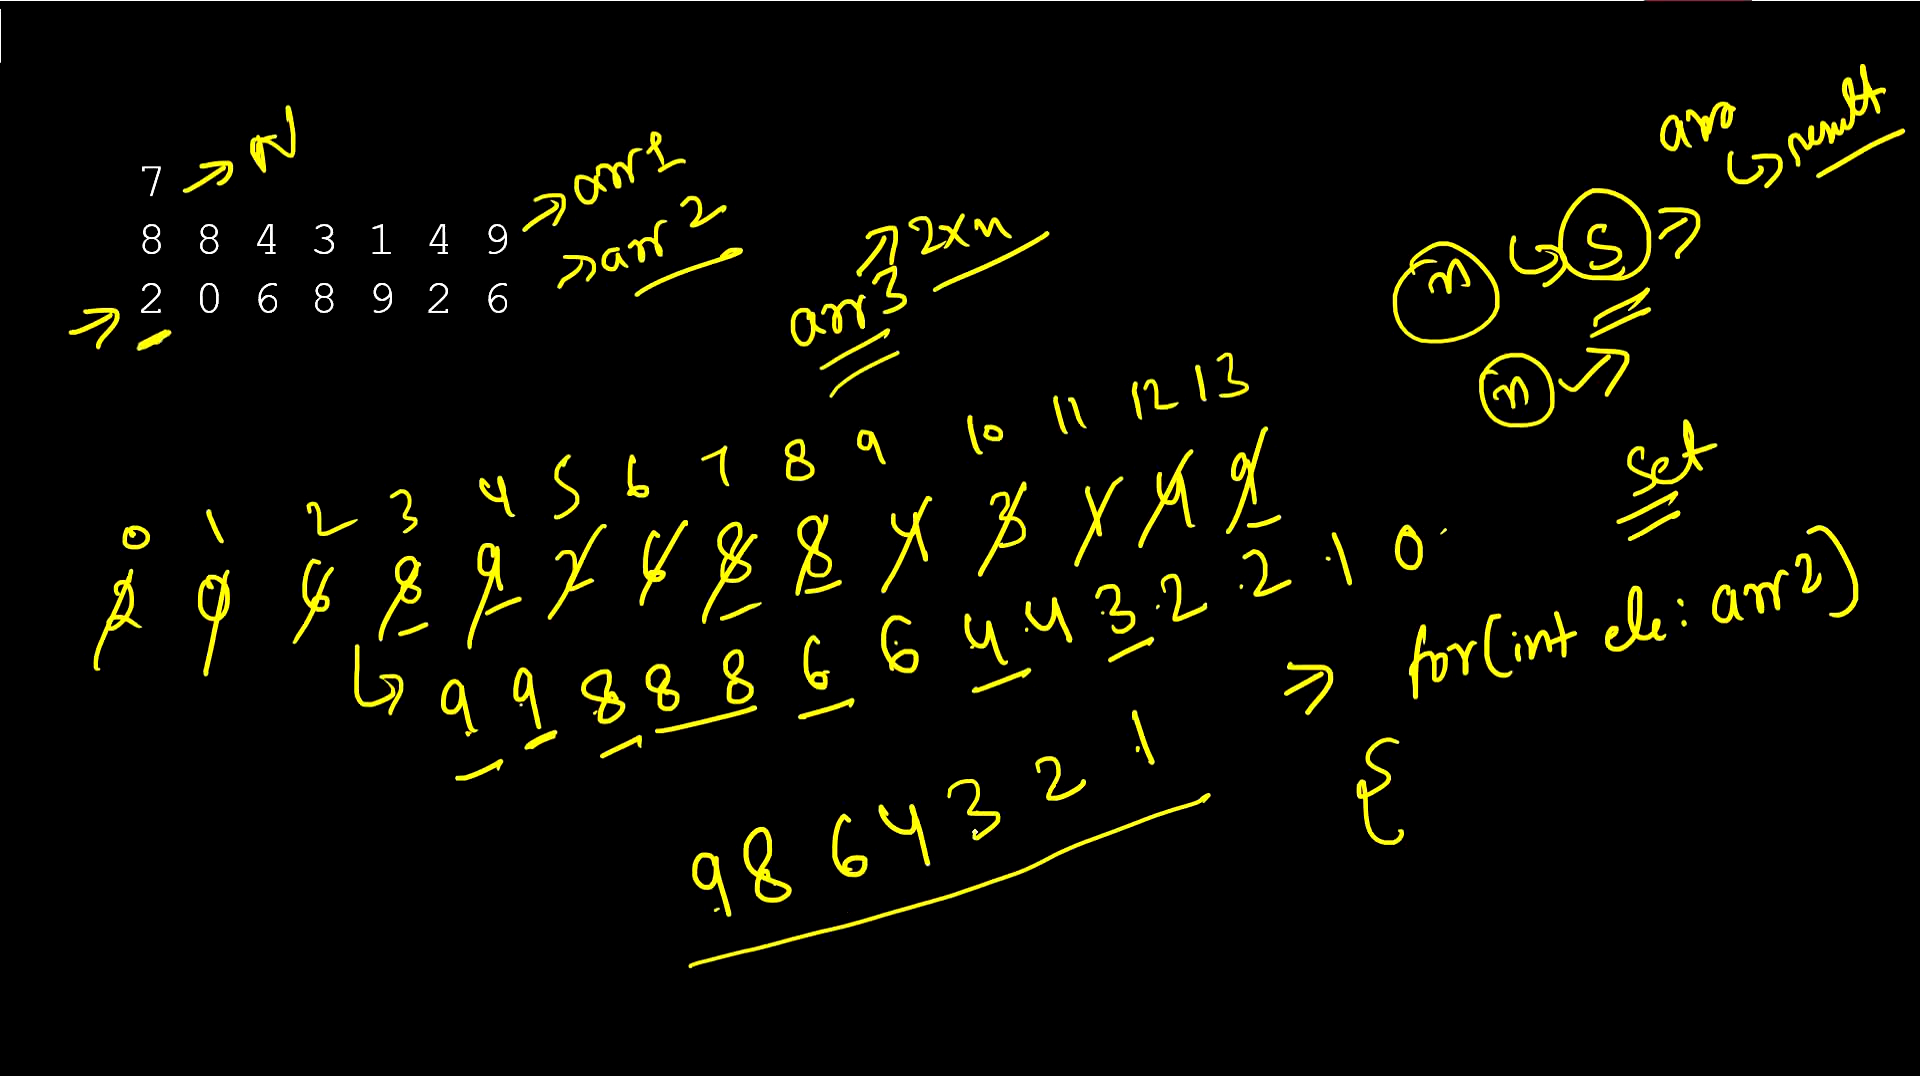 7 → N
8 8 4 3 1 4 9 → arr1
2 0 6 8 9 2 6 → arr2
arr3 → 2xn
arr
result
n
S
n
set
0 1 2 3 4 5 6 7 8 9 10 11 12 13
2 0 6 8 9 2 6 8 8 4 3 1 4 9
9 9 8 8 8 6 6 4 4 3 2 2 1 0
for(int ele: arr2)
{
9 8 6 4 3 2 1